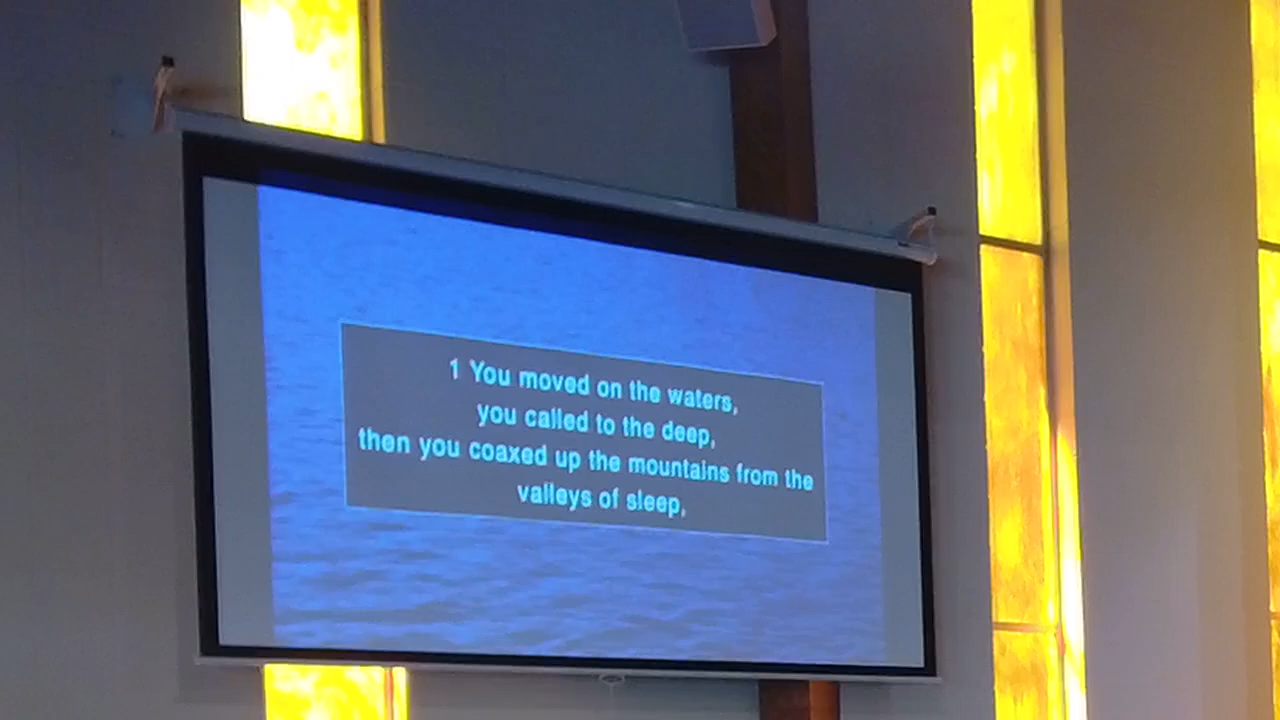 1 You moved on the waters,
you called to the deep,
then you coaxed up the mountains from the
valleys of sleep,